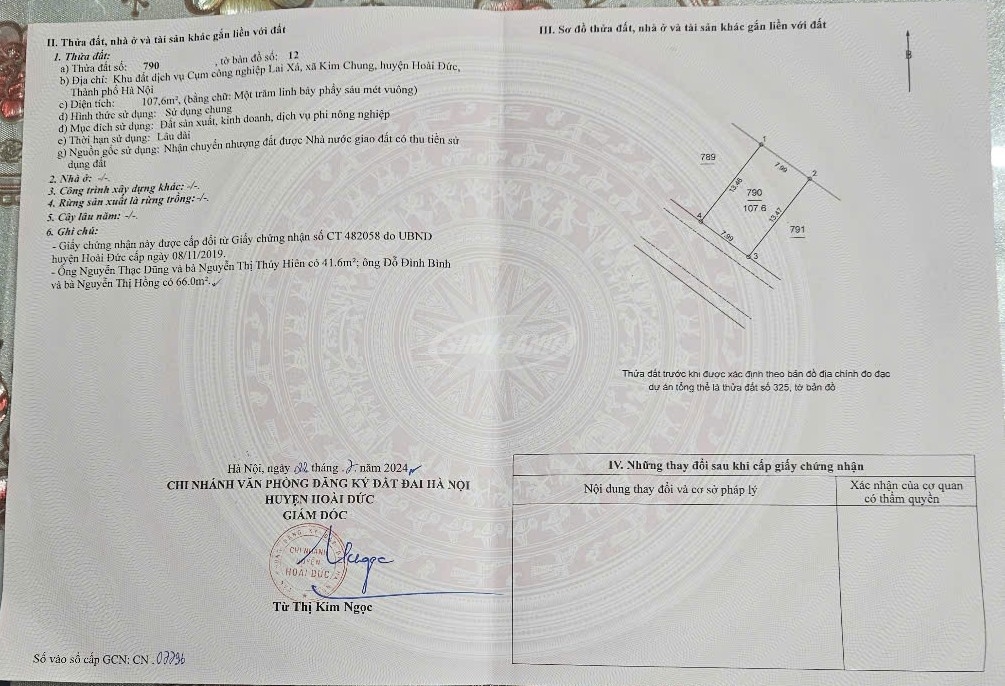 II. Thửa đất, nhà ở và tài sản khác gắn liền với đất
1. Thửa đất:
a) Thửa đất số: 790 , tờ bản đồ số: 12
b) Địa chỉ: Khu đất dịch vụ Cụm công nghiệp Lai Xá, xã Kim Chung, huyện Hoài Đức,
Thành phố Hà Nội
c) Diện tích: 107,6m², (bằng chữ: Một trăm linh bảy phẩy sáu mét vuông)
d) Hình thức sử dụng: Sử dụng chung
đ) Mục đích sử dụng: Đất sản xuất, kinh doanh, dịch vụ phi nông nghiệp
e) Thời hạn sử dụng: Lâu dài
g) Nguồn gốc sử dụng: Nhận chuyển nhượng đất được Nhà nước giao đất có thu tiền sử
dụng đất
2. Nhà ở: -/-.
3. Công trình xây dựng khác: -/-.
4. Rừng sản xuất là rừng trồng: -/-.
5. Cây lâu năm: -/-.
6. Ghi chú:
- Giấy chứng nhận này được cấp đổi từ Giấy chứng nhận số CT 482058 do UBND
huyện Hoài Đức cấp ngày 08/11/2019.
- Ông Nguyễn Thạc Dũng và bà Nguyễn Thị Thúy Hiên có 41.6m²; ông Đỗ Đình Bình
và bà Nguyễn Thị Hồng có 66.0m².
Hà Nội, ngày 22 tháng 7 năm 2024
CHI NHÁNH VĂN PHÒNG ĐĂNG KÝ ĐẤT ĐAI HÀ NỘI
HUYỆN HOÀI ĐỨC
GIÁM ĐỐC
CHI NHÁNH
HUYỆN
HOÀI ĐỨC
Từ Thị Kim Ngọc
Số vào sổ cấp GCN: CN
III. Sơ đồ thửa đất, nhà ở và tài sản khác gắn liền với đất
B
1
789
7.99
2
13.46
790
107.6
13.47
4
791
7.99
3
Thửa đất trước khi được xác định theo bản đồ địa chính đo đạc
dự án tổng thể là thửa đất số 325, tờ bản đồ
IV. Những thay đổi sau khi cấp giấy chứng nhận
Nội dung thay đổi và cơ sở pháp lý
Xác nhận của cơ quan
có thẩm quyền